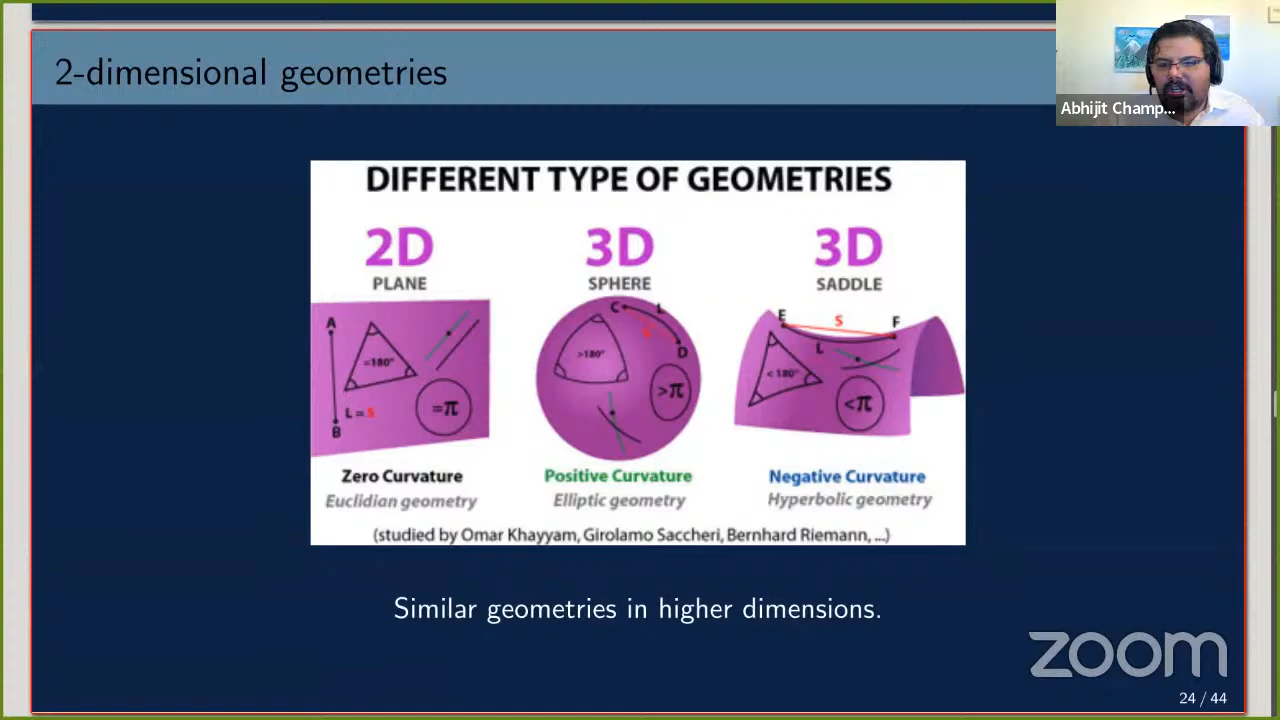 2-dimensional geometries
Abhijit Champ...
DIFFERENT TYPE OF GEOMETRIES
2D
PLANE
3D
SPHERE
3D
SADDLE
A
=180°
L = S
B
=π
C
L
D
>180°
>π
E
S
F
L
<180°
<π
Zero Curvature
Euclidian geometry
Positive Curvature
Elliptic geometry
Negative Curvature
Hyperbolic geometry
(studied by Omar Khayyam, Girolamo Saccheri, Bernhard Riemann, ...)
Similar geometries in higher dimensions.
zoom
24 / 44